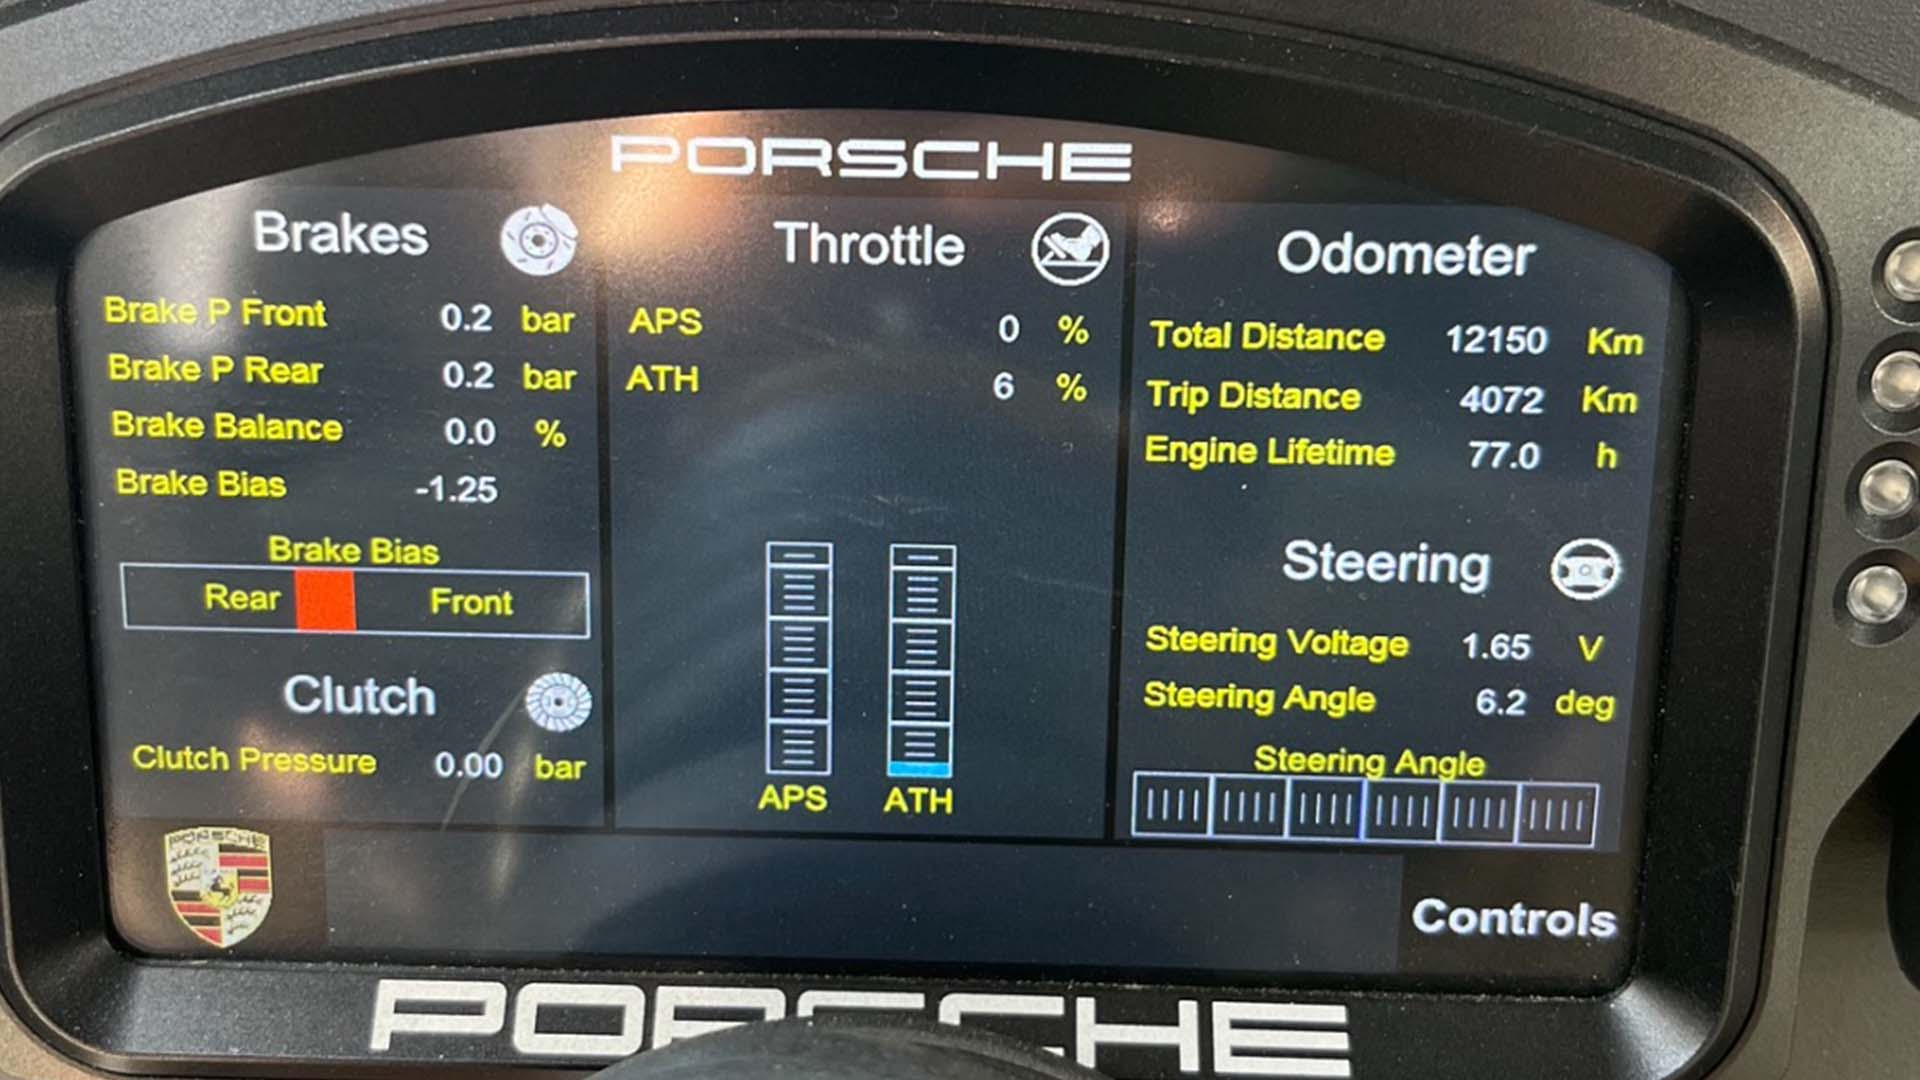 PORSCHE
Brakes
Brake P Front 0.2 bar
Brake P Rear 0.2 bar
Brake Balance 0.0 %
Brake Bias -1.25
Brake Bias
Rear Front
Clutch
Clutch Pressure 0.00 bar
Throttle
APS 0 %
ATH 6 %
APS ATH
Odometer
Total Distance 12150 Km
Trip Distance 4072 Km
Engine Lifetime 77.0 h
Steering
Steering Voltage 1.65 V
Steering Angle 6.2 deg
Steering Angle
PORSCHE
Controls
PORSCHE